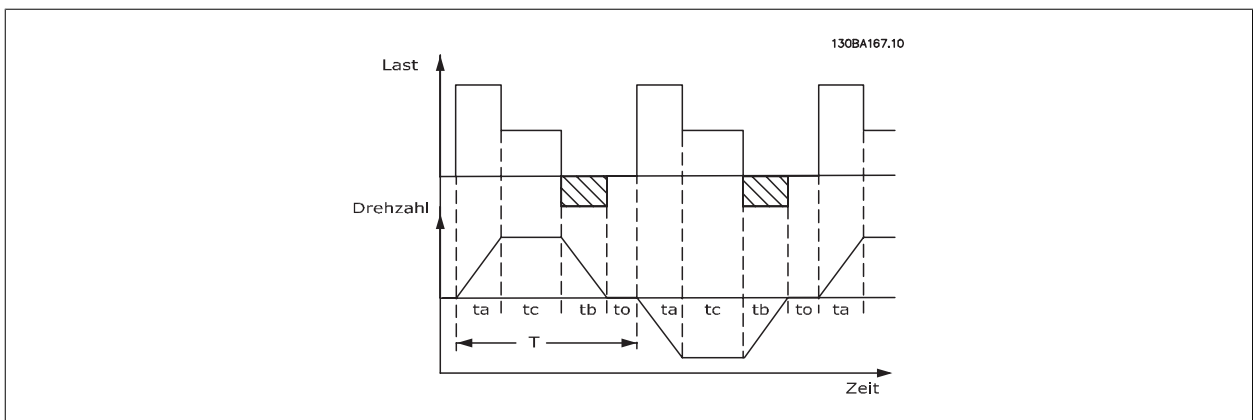 130BA167.10
Last
Drehzahl
ta tc tb to ta tc tb to ta
T
Zeit